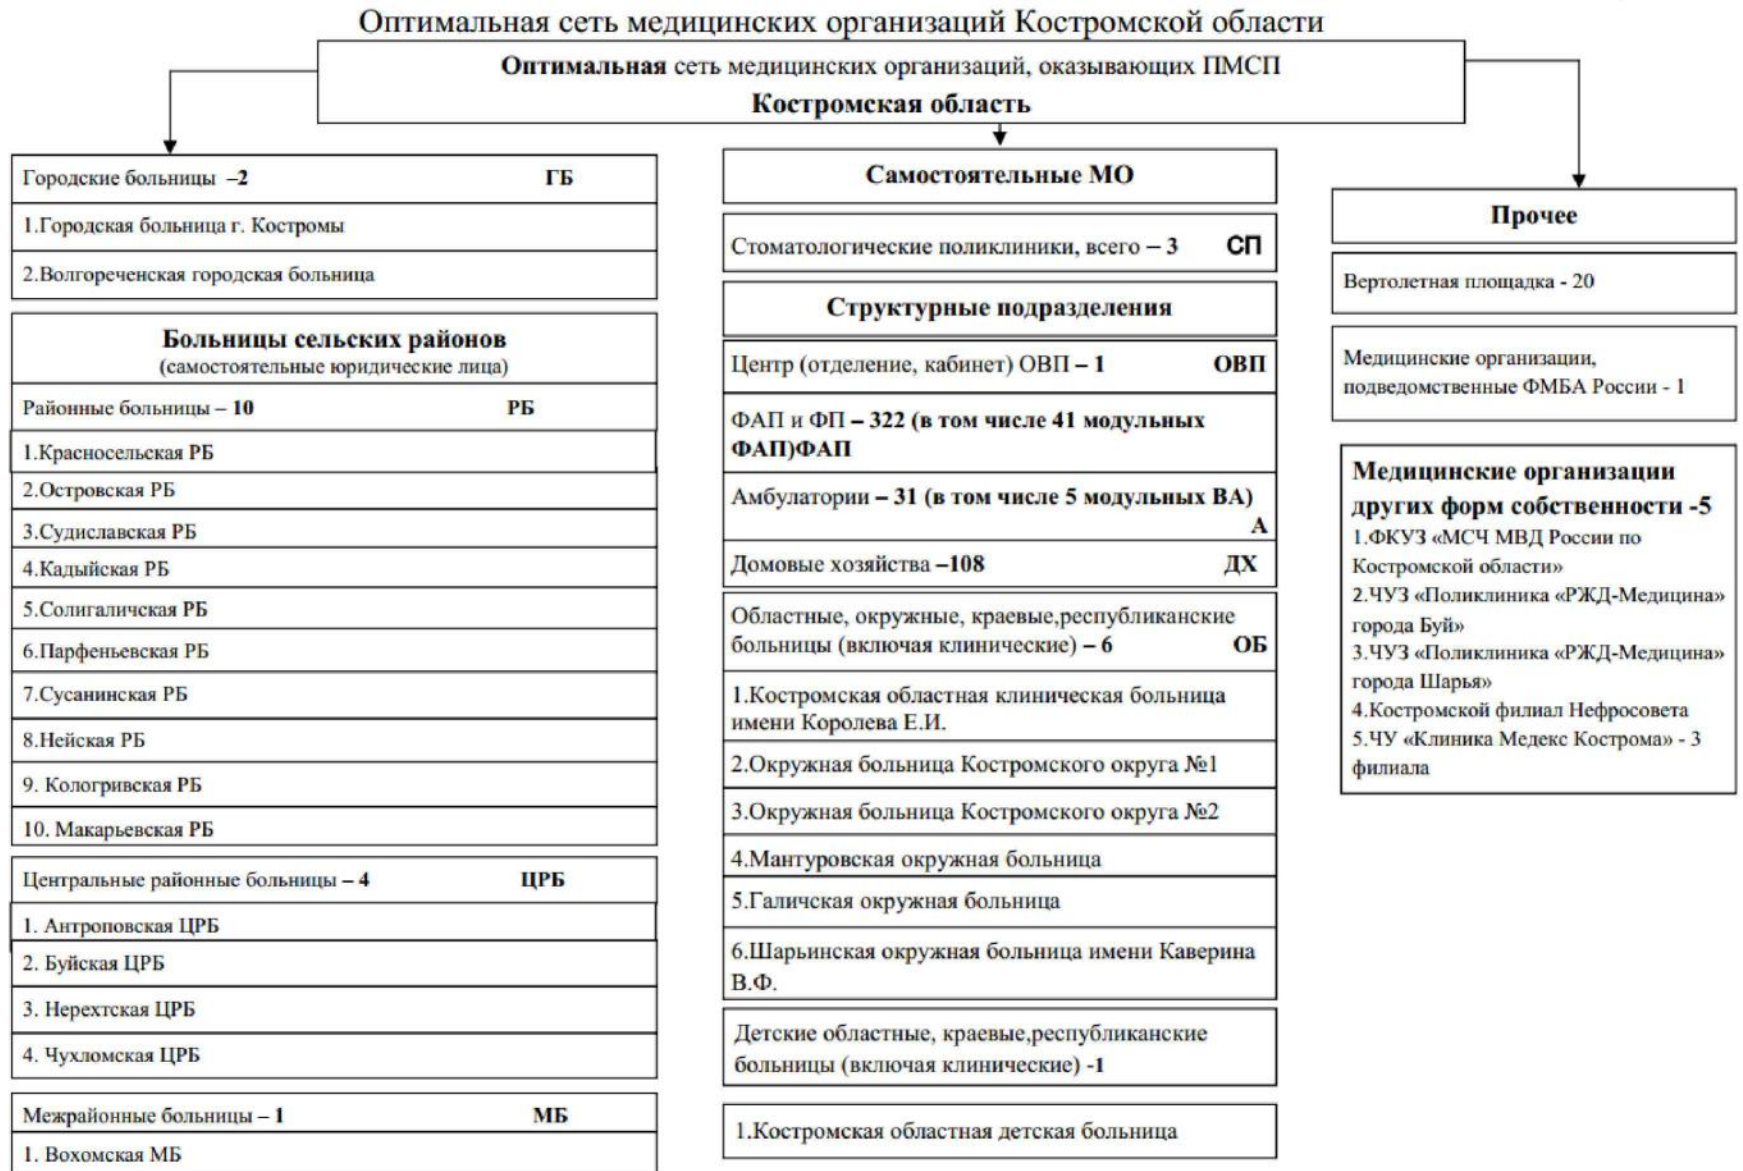 Оптимальная сеть медицинских организаций Костромской области
Оптимальная сеть медицинских организаций, оказывающих ПМСП
Костромская область
Городские больницы –2 ГБ
1.Городская больница г. Костромы
2.Волгореченская городская больница
Больницы сельских районов
(самостоятельные юридические лица)
Районные больницы – 10 РБ
1.Красносельская РБ
2.Островская РБ
3.Судиславская РБ
4.Кадыйская РБ
5.Солигаличская РБ
6.Парфеньевская РБ
7.Сусанинская РБ
8.Нейская РБ
9. Кологривская РБ
10. Макарьевская РБ
Центральные районные больницы – 4 ЦРБ
1. Антроповская ЦРБ
2. Буйская ЦРБ
3. Нерехтская ЦРБ
4. Чухломская ЦРБ
Межрайонные больницы – 1 МБ
1. Вохомская МБ
Самостоятельные МО
Стоматологические поликлиники, всего – 3 СП
Структурные подразделения
Центр (отделение, кабинет) ОВП – 1 ОВП
ФАП и ФП – 322 (в том числе 41 модульных
ФАП)ФАП
Амбулатории – 31 (в том числе 5 модульных ВА)
А
Домовые хозяйства –108 ДХ
Областные, окружные, краевые,республиканские
больницы (включая клинические) – 6 ОБ
1.Костромская областная клиническая больница
имени Королева Е.И.
2.Окружная больница Костромского округа №1
3.Окружная больница Костромского округа №2
4.Мантуровская окружная больница
5.Галичская окружная больница
6.Шарьинская окружная больница имени Каверина
В.Ф.
Детские областные, краевые,республиканские
больницы (включая клинические) -1
1.Костромская областная детская больница
Прочее
Вертолетная площадка - 20
Медицинские организации,
подведомственные ФМБА России - 1
Медицинские организации
других форм собственности -5
1.ФКУЗ «МСЧ МВД России по
Костромской области»
2.ЧУЗ «Поликлиника «РЖД-Медицина»
города Буй»
3.ЧУЗ «Поликлиника «РЖД-Медицина»
города Шарья»
4.Костромской филиал Нефросовета
5.ЧУ «Клиника Медекс Кострома» - 3
филиала